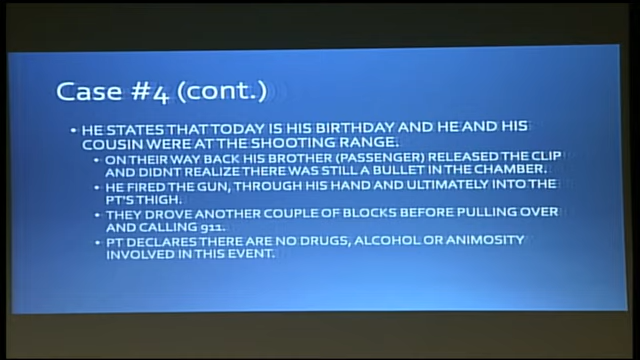 Case #4 (cont.)
• HE STATES THAT TODAY IS HIS BIRTHDAY AND HE AND HIS
COUSIN WERE AT THE SHOOTING RANGE.
• ON THEIR WAY BACK HIS BROTHER (PASSENGER) RELEASED THE CLIP
AND DIDNT REALIZE THERE WAS STILL A BULLET IN THE CHAMBER.
• HE FIRED THE GUN, THROUGH HIS HAND AND ULTIMATELY INTO THE
PT'S THIGH.
• THEY DROVE ANOTHER COUPLE OF BLOCKS BEFORE PULLING OVER
AND CALLING 911.
• PT DECLARES THERE ARE NO DRUGS, ALCOHOL OR ANIMOSITY
INVOLVED IN THIS EVENT.